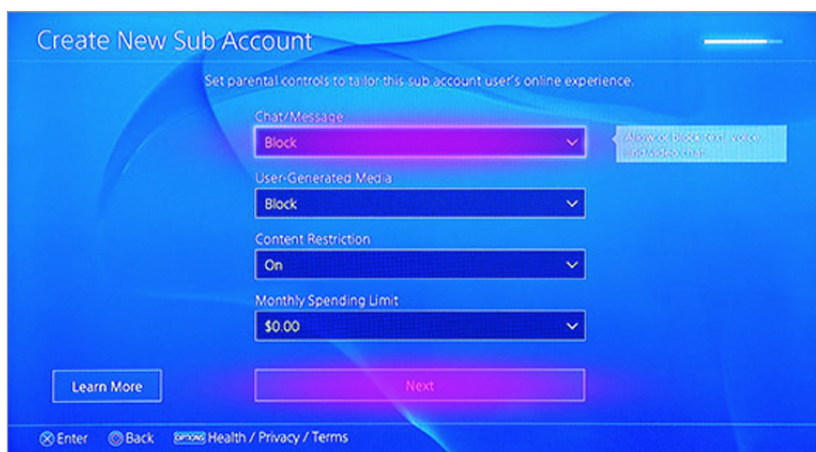 Create New Sub Account
Set parental controls to tailor this sub account user's online experience.
Chat/Message
Block
Allow or block text, voice,
and video chat.
User-Generated Media
Block
Content Restriction
On
Monthly Spending Limit
$0.00
Learn More
Next
Enter Back OPTIONS Health / Privacy / Terms